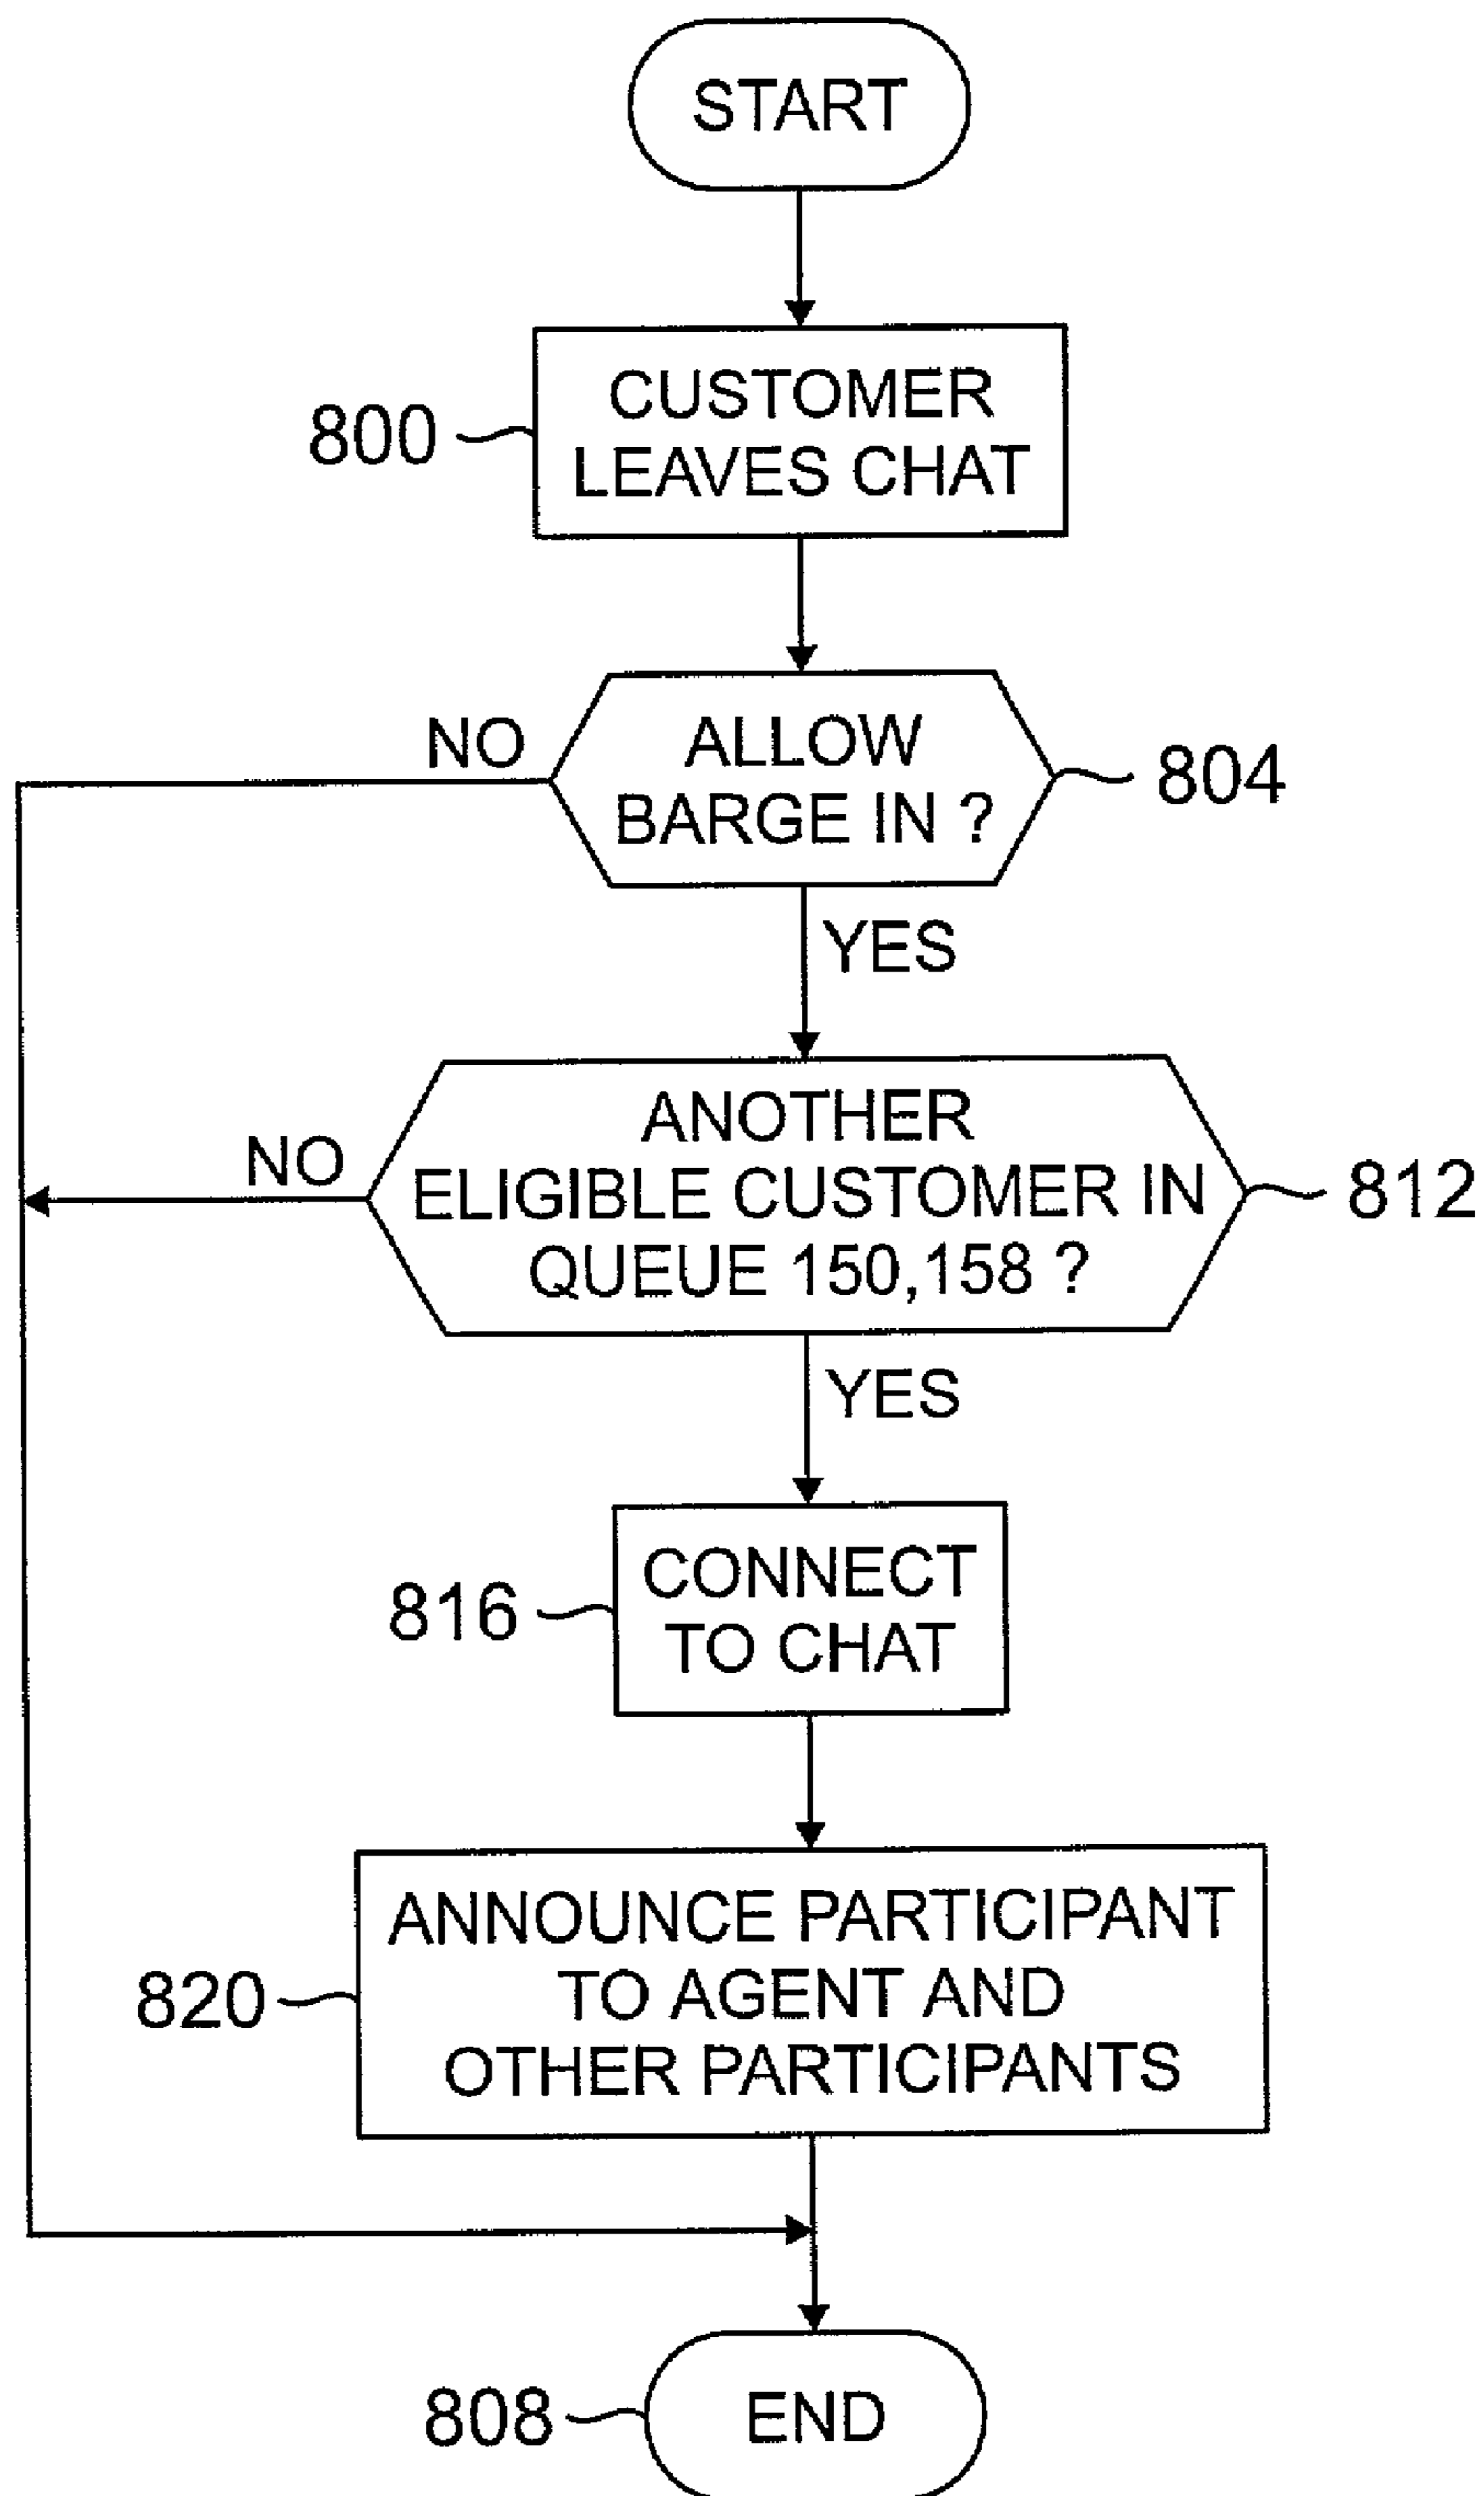 START
CUSTOMER
LEAVES CHAT
800
NO
ALLOW
BARGE IN ?
804
YES
NO
ANOTHER
ELIGIBLE CUSTOMER IN
QUEUE 150,158 ?
812
YES
CONNECT
TO CHAT
816
ANNOUNCE PARTICIPANT
TO AGENT AND
OTHER PARTICIPANTS
820
808
END